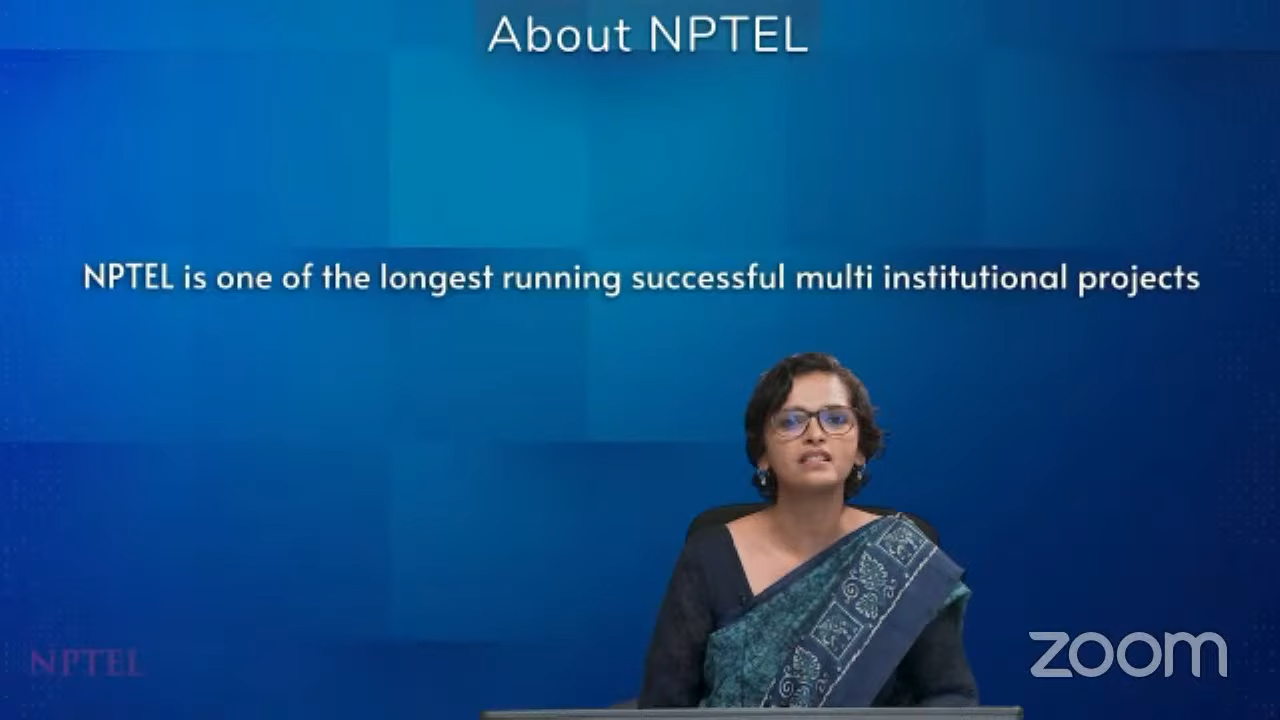 About NPTEL
NPTEL is one of the longest running successful multi institutional projects
NPTEL
zoom